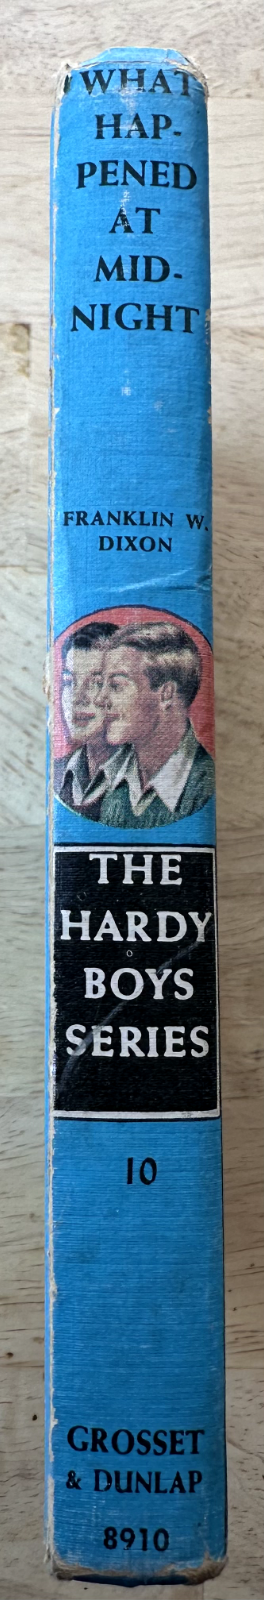 WHAT
HAP-
PENED
AT
MID-
NIGHT
FRANKLIN W.
DIXON
THE
HARDY
BOYS
SERIES
10
GROSSET
& DUNLAP
8910